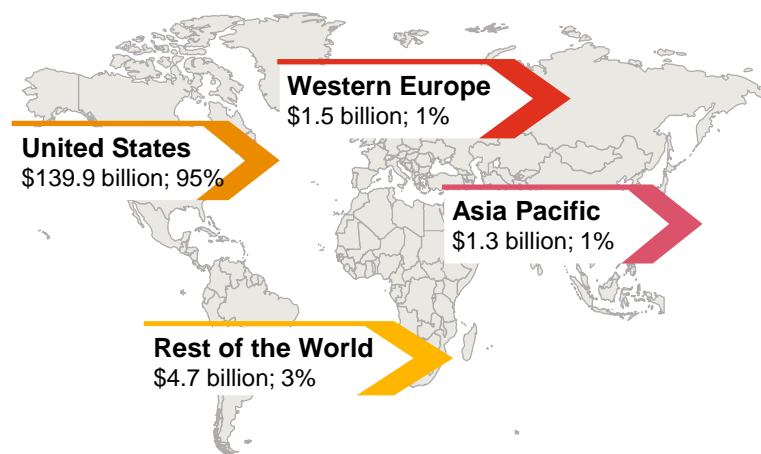 Western Europe
$1.5 billion; 1%
United States
$139.9 billion; 95%
Asia Pacific
$1.3 billion; 1%
Rest of the World
$4.7 billion; 3%